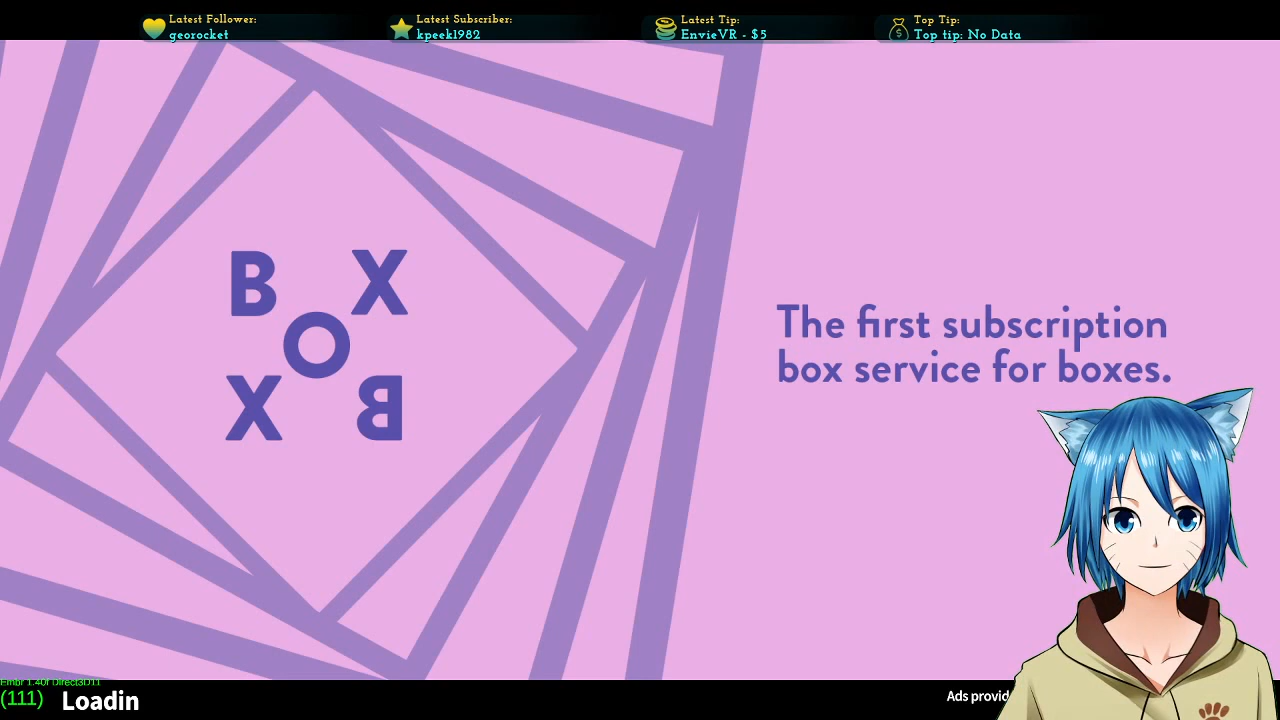 Latest Follower:
georocket
Latest Subscriber:
kpeek1982
Latest Tip:
EnvieVR - $5
Top Tip:
Top tip: No Data
B X
O
X B
The first subscription
box service for boxes.
(111)
Loadin
Ads provid